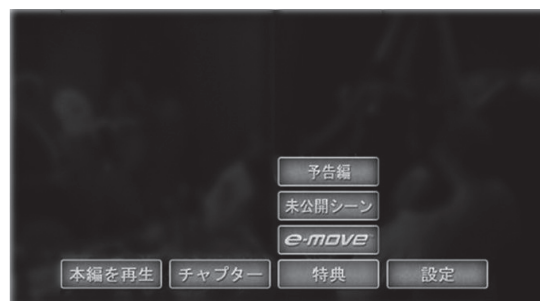 予告編
未公開シーン
e-move
本編を再生 チャプター 特典 設定